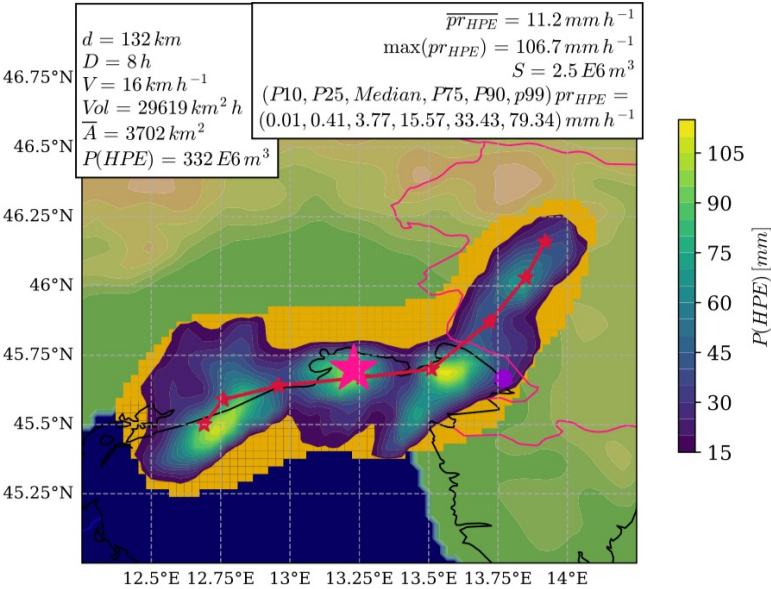 d = 132 km
D = 8 h
V = 16 km h⁻¹
Vol = 29619 km² h
A̅ = 3702 km²
P(HPE) = 332 E6 m³
p̅r̅_HPE = 11.2 mm h⁻¹
max(pr_HPE) = 106.7 mm h⁻¹
S = 2.5 E6 m³
(P10, P25, Median, P75, P90, p99) pr_HPE =
(0.01, 0.41, 3.77, 15.57, 33.43, 79.34) mm h⁻¹
46.75°N
46.5°N
46.25°N
46°N
45.75°N
45.5°N
45.25°N
12.5°E 12.75°E 13°E 13.25°E 13.5°E 13.75°E 14°E
105
90
75
60
45
30
15
P(HPE) [mm]